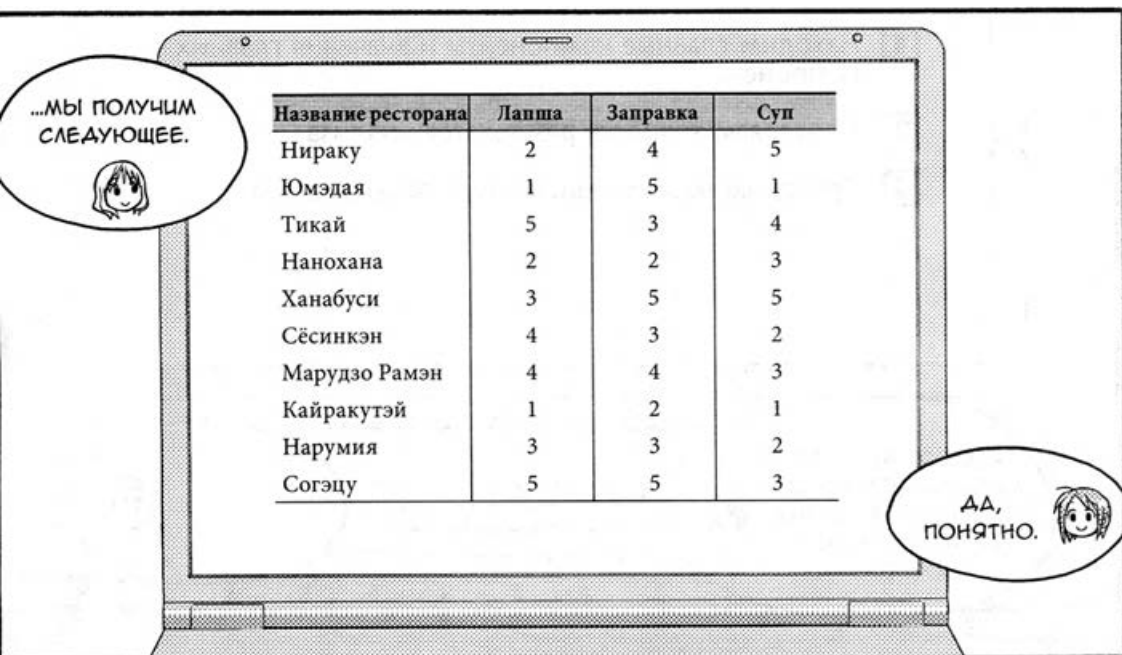 ...МЫ ПОЛУЧИМ
СЛЕДУЮЩЕЕ.
Название ресторана Лапша Заправка Суп
Нираку 2 4 5
Юмэдая 1 5 1
Тикай 5 3 4
Нанохана 2 2 3
Ханабуси 3 5 5
Сёсинкэн 4 3 2
Марудзо Рамэн 4 4 3
Кайракутэй 1 2 1
Нарумия 3 3 2
Согэцу 5 5 3
ДА,
ПОНЯТНО.